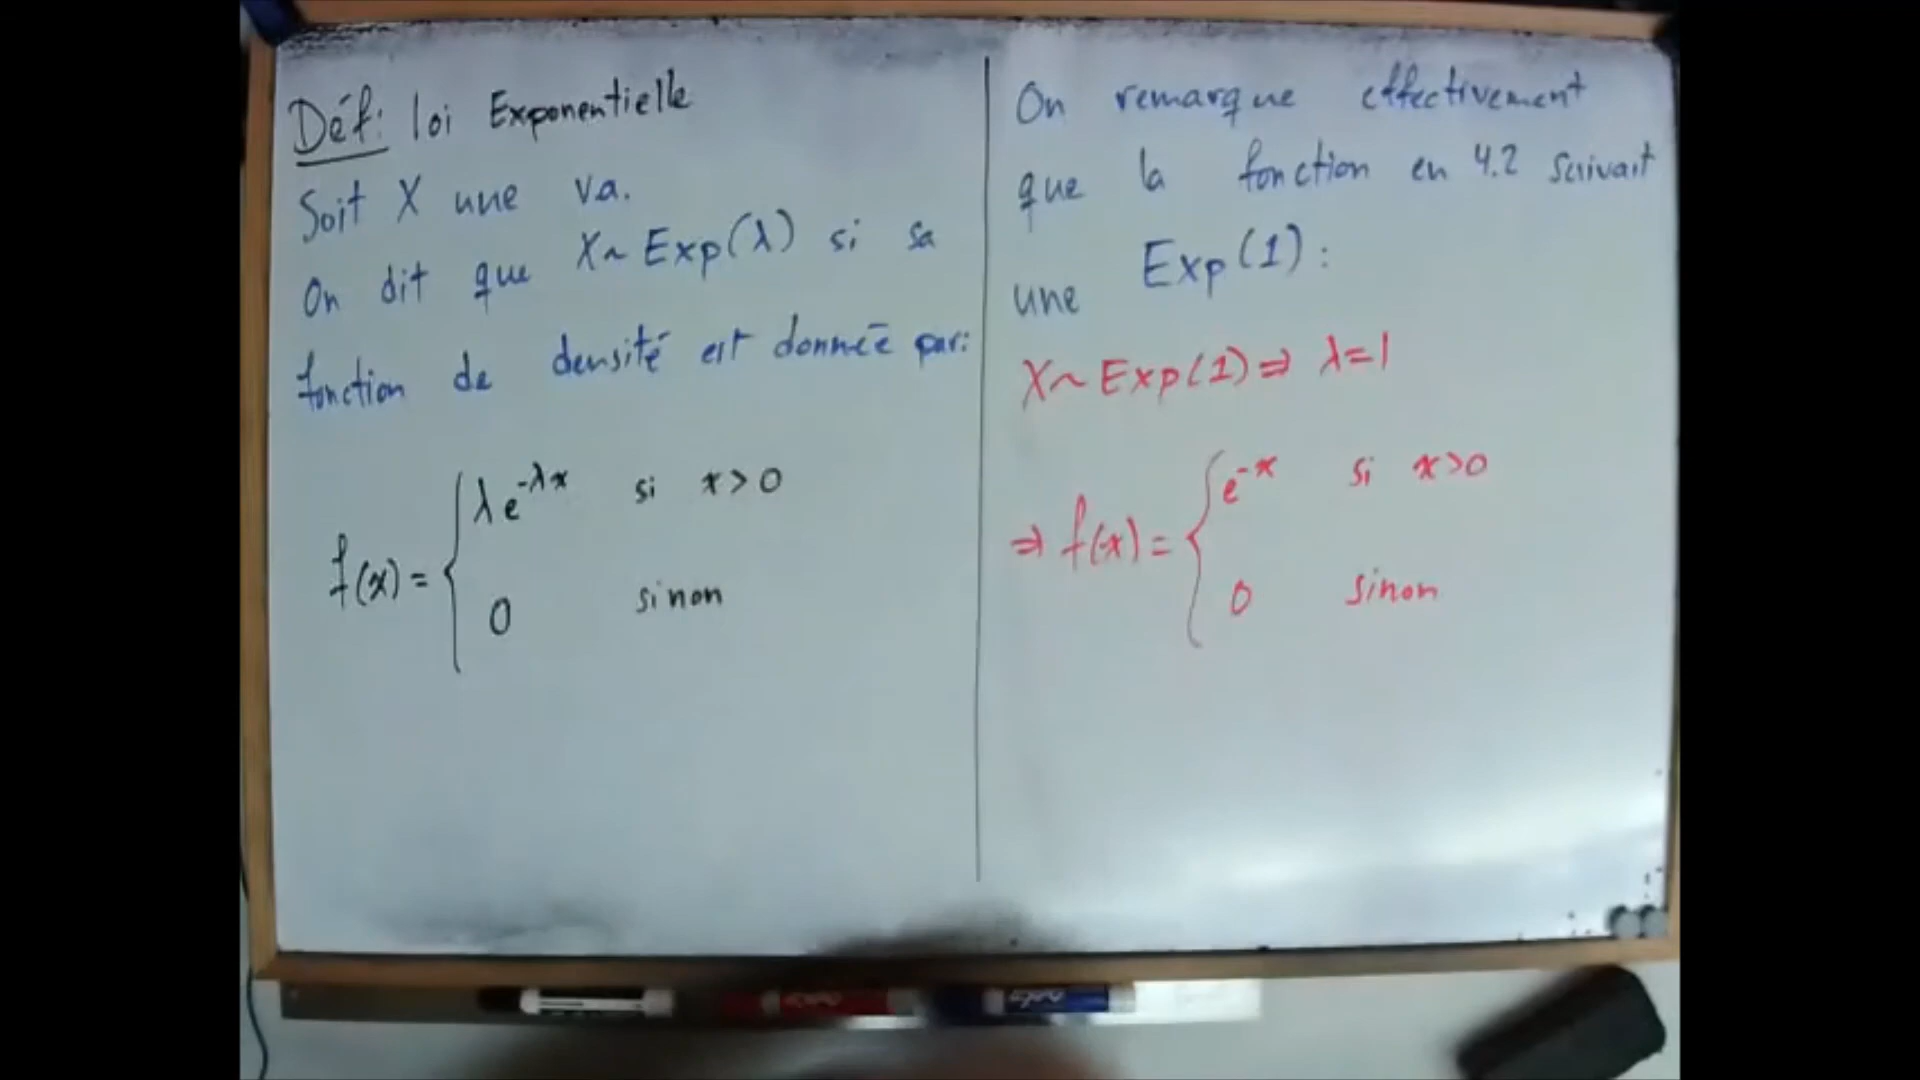 Déf: loi Exponentielle
Soit X une va.
On dit que X~ Exp(λ) si sa
fonction de densité est donnée par:
f(x) = { λe^{-λx} si x>0
0 sinon
On remarque effectivement
que la fonction en 4.2 suivait
une Exp(1):
X~ Exp(1) ⇒ λ=1
⇒ f(x) = { e^{-x} si x>0
0 sinon
EXPO
EXPO